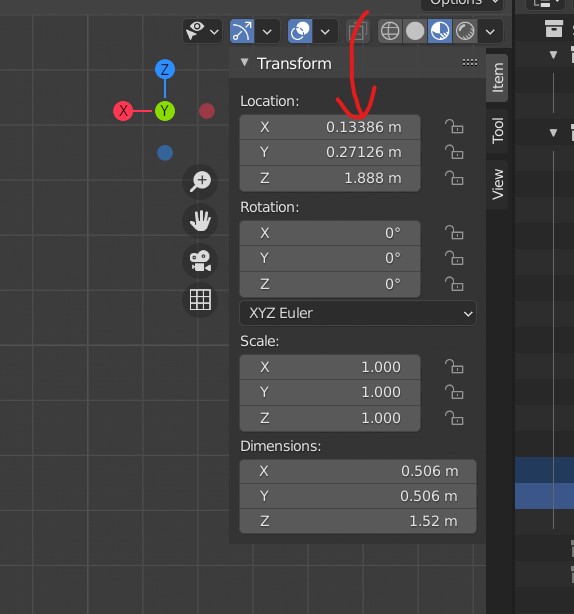 Options
Z
X
Y
Transform
Location:
X 0.13386 m
Y 0.27126 m
Z 1.888 m
Rotation:
X 0°
Y 0°
Z 0°
XYZ Euler
Scale:
X 1.000
Y 1.000
Z 1.000
Dimensions:
X 0.506 m
Y 0.506 m
Z 1.52 m
Item
Tool
View